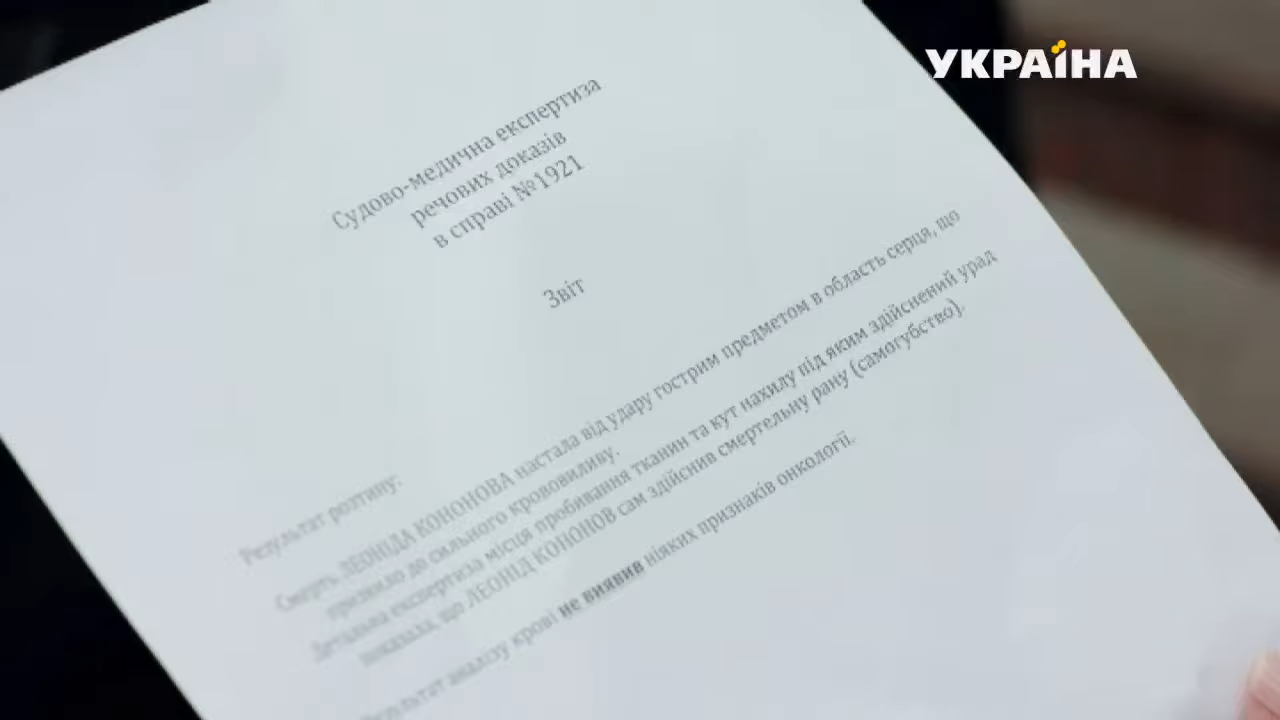 УКРАЇНА
Судово-медична експертиза
речових доказів
в справі №1921
Звіт
Результат розтину:
Смерть ЛЕОНІДА КОНОНОВА настала від удару гострим предметом в область серця, що
призвило до сильного крововиливу.
Детальна експертиза місця пробивання тканин та кут нахилу під яким здійснений урад
показала, що ЛЕОНІД КОНОНОВ сам здійснив смертельну рану (самогубство).
Результат аналізу крові не виявив ніяких признаків онкології.